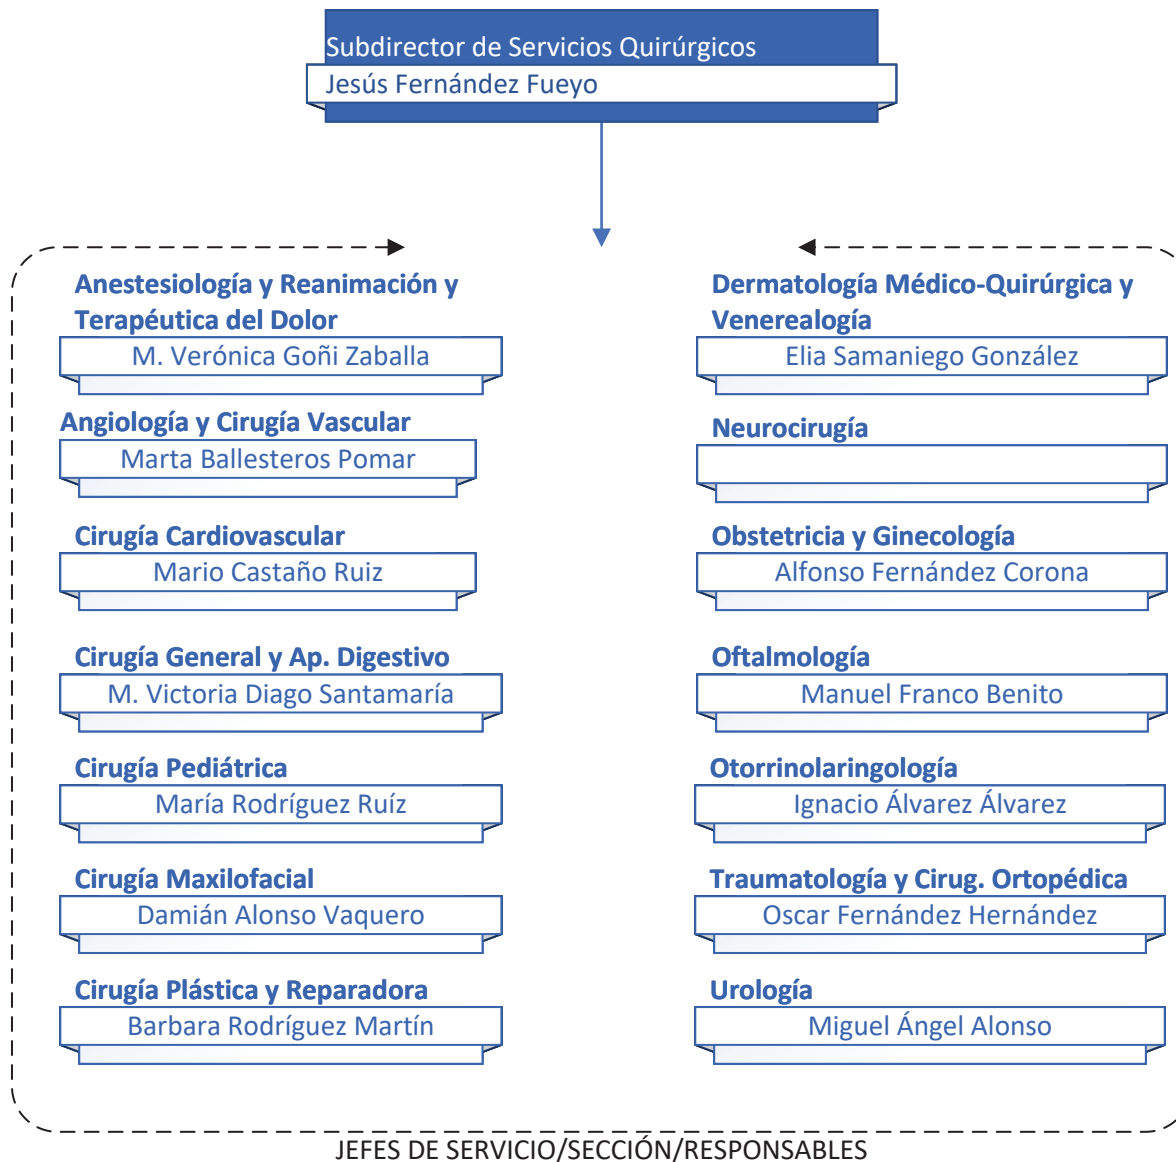 Subdirector de Servicios Quirúrgicos
Jesús Fernández Fueyo
Anestesiología y Reanimación y
Terapéutica del Dolor
M. Verónica Goñi Zaballa
Angiología y Cirugía Vascular
Marta Ballesteros Pomar
Cirugía Cardiovascular
Mario Castaño Ruiz
Cirugía General y Ap. Digestivo
M. Victoria Diago Santamaría
Cirugía Pediátrica
María Rodríguez Ruíz
Cirugía Maxilofacial
Damián Alonso Vaquero
Cirugía Plástica y Reparadora
Barbara Rodríguez Martín
Dermatología Médico-Quirúrgica y
Venerealogía
Elia Samaniego González
Neurocirugía
Obstetricia y Ginecología
Alfonso Fernández Corona
Oftalmología
Manuel Franco Benito
Otorrinolaringología
Ignacio Álvarez Álvarez
Traumatología y Cirug. Ortopédica
Oscar Fernández Hernández
Urología
Miguel Ángel Alonso
JEFES DE SERVICIO/SECCIÓN/RESPONSABLES